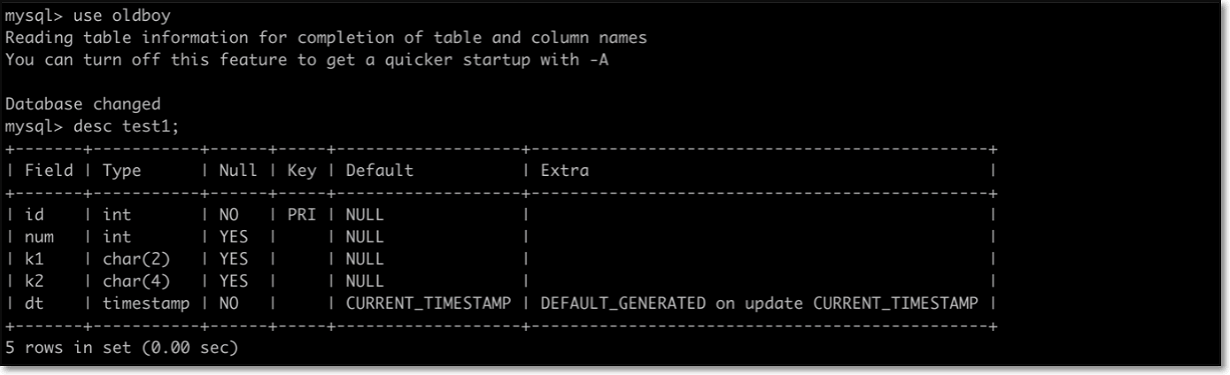 mysql> use oldboy
Reading table information for completion of table and column names
You can turn off this feature to get a quicker startup with -A

Database changed
mysql> desc test1;
+-------+-----------+------+-----+-------------------+-----------------------------------------------+
| Field | Type      | Null | Key | Default           | Extra                                         |
+-------+-----------+------+-----+-------------------+-----------------------------------------------+
| id    | int       | NO   | PRI | NULL              |                                               |
| num   | int       | YES  |     | NULL              |                                               |
| k1    | char(2)   | YES  |     | NULL              |                                               |
| k2    | char(4)   | YES  |     | NULL              |                                               |
| dt    | timestamp | NO   |     | CURRENT_TIMESTAMP | DEFAULT_GENERATED on update CURRENT_TIMESTAMP |
+-------+-----------+------+-----+-------------------+-----------------------------------------------+
5 rows in set (0.00 sec)